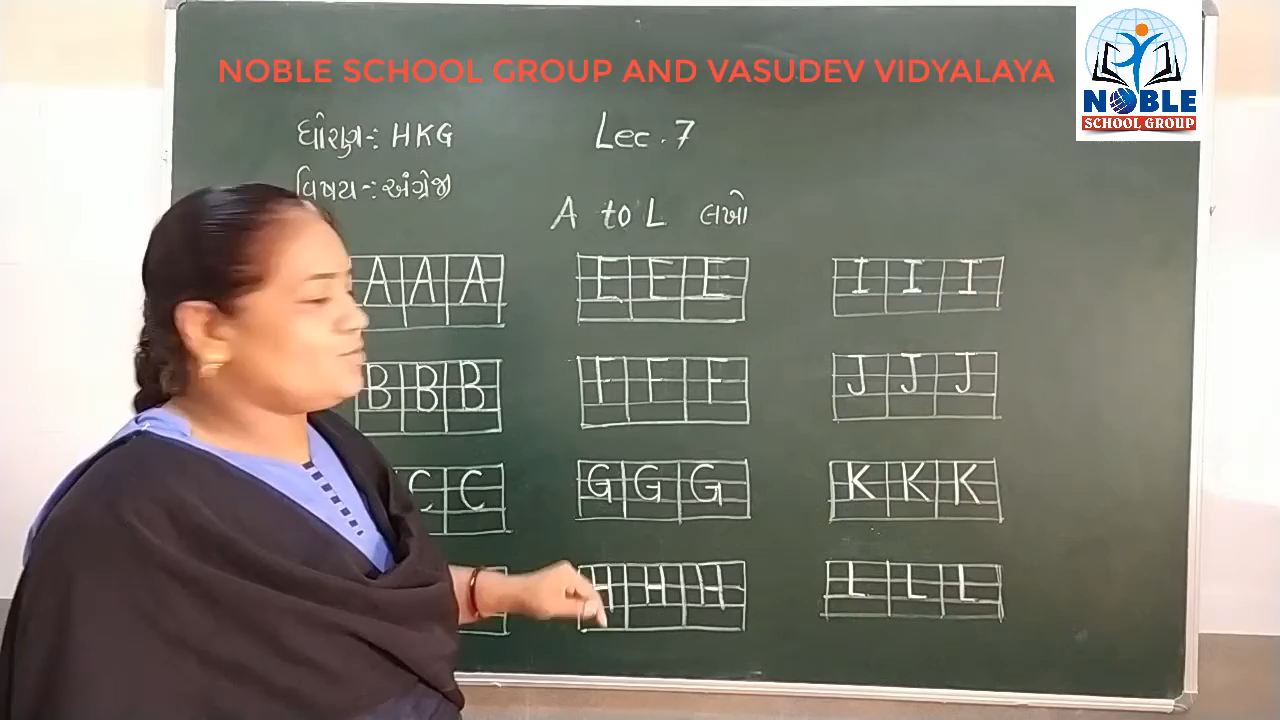 NOBLE SCHOOL GROUP AND VASUDEV VIDYALAYA
NOBLE
SCHOOL GROUP
ધોરણ :- HKG
Lec. 7
વિષય :- અંગ્રેજી
A to L લખો
A A A
E E E
I I I
B B B
F F F
J J J
C C
G G G
K K K
H H H
L L L